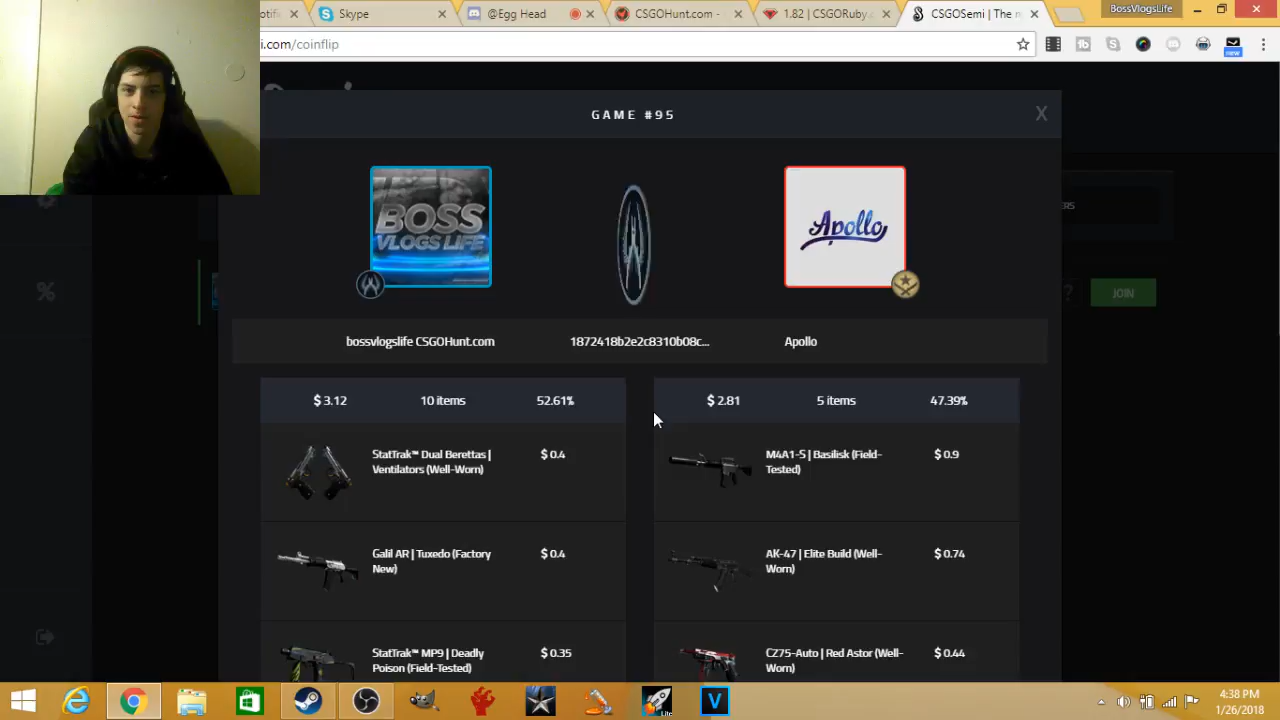 Skype
@Egg Head
CSGOHunt.com -
1.82 | CSGORuby.c
CSGOSemi | The n
BossVlogsLife
i.com/coinflip
new
GAME #95
X
BOSS
VLOGS LIFE
Apollo
ERS
?
JOIN
bossvlogslife CSGOHunt.com
1872418b2e2c8310b08c...
Apollo
$ 3.12
10 items
52.61%
$ 2.81
5 items
47.39%
StatTrak™ Dual Berettas |
Ventilators (Well-Worn)
$ 0.4
M4A1-S | Basilisk (Field-
Tested)
$ 0.9
Galil AR | Tuxedo (Factory
New)
$ 0.4
AK-47 | Elite Build (Well-
Worn)
$ 0.74
StatTrak™ MP9 | Deadly
Poison (Field-Tested)
$ 0.35
CZ75-Auto | Red Astor (Well-
Worn)
$ 0.44
Lite
V
4:38 PM
1/26/2018